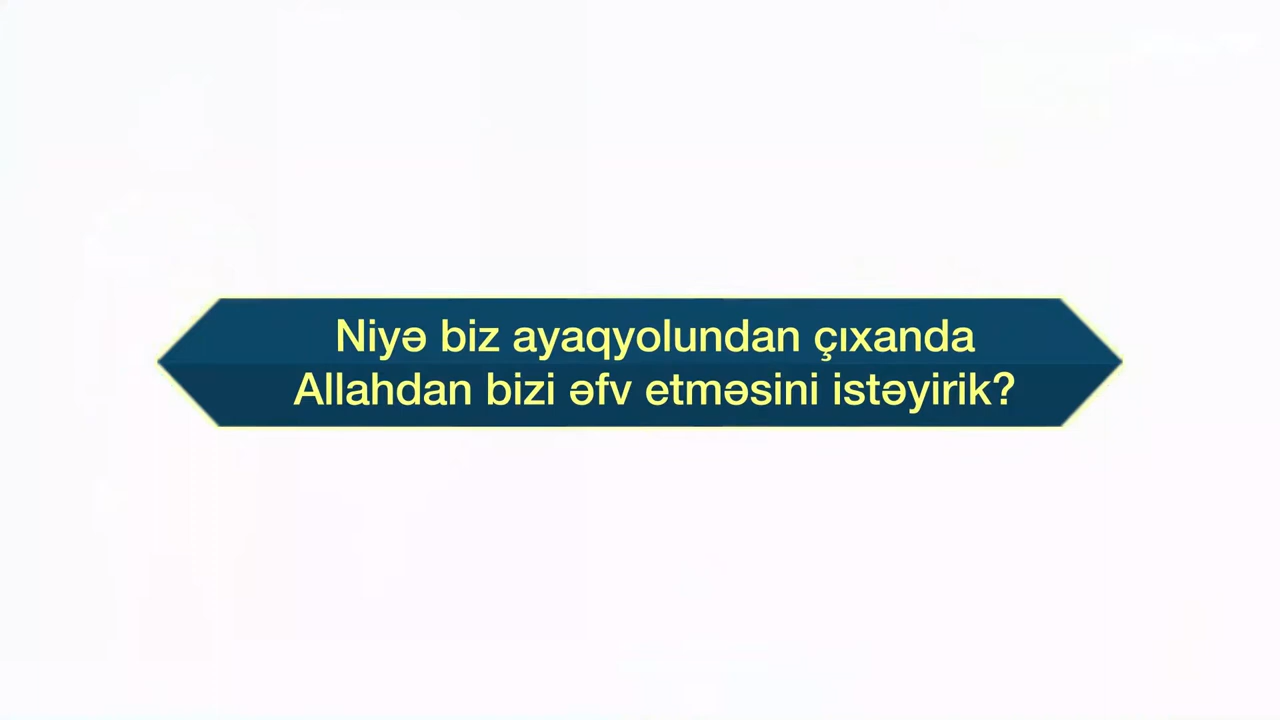 Niyə biz ayaqyolundan çıxanda
Allahdan bizi əfv etməsini istəyirik?